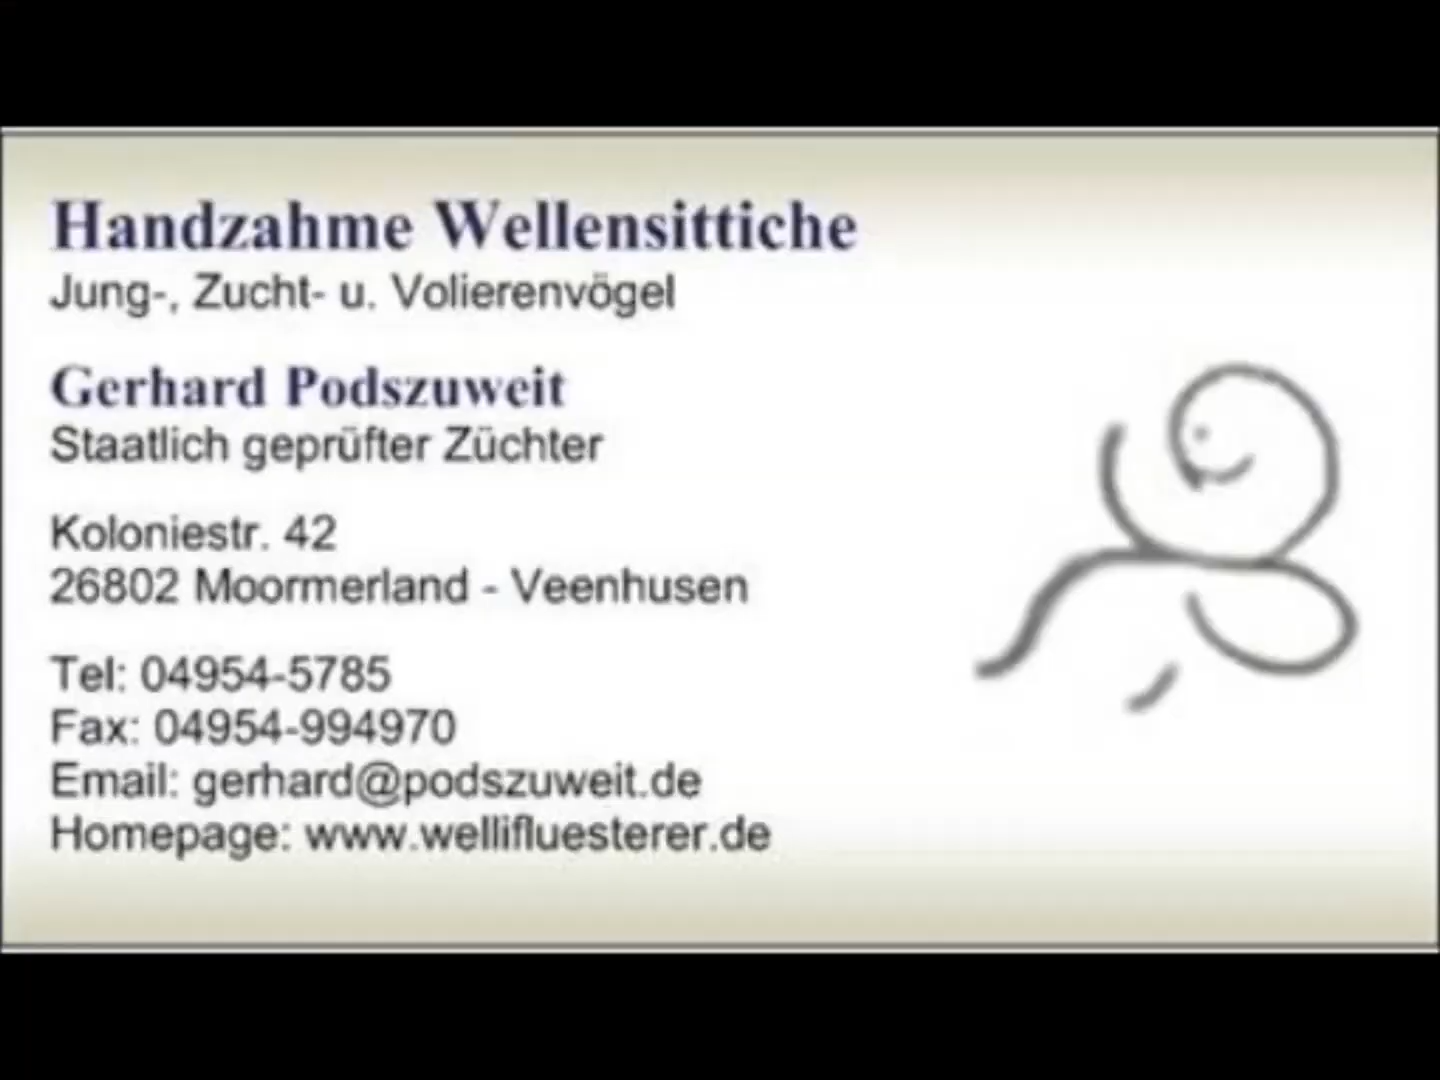 Handzahme Wellensittiche
Jung-, Zucht- u. Volierenvögel
Gerhard Podszuweit
Staatlich geprüfter Züchter
Koloniestr. 42
26802 Moormerland - Veenhusen
Tel: 04954-5785
Fax: 04954-994970
Email: gerhard@podszuweit.de
Homepage: www.wellifluesterer.de